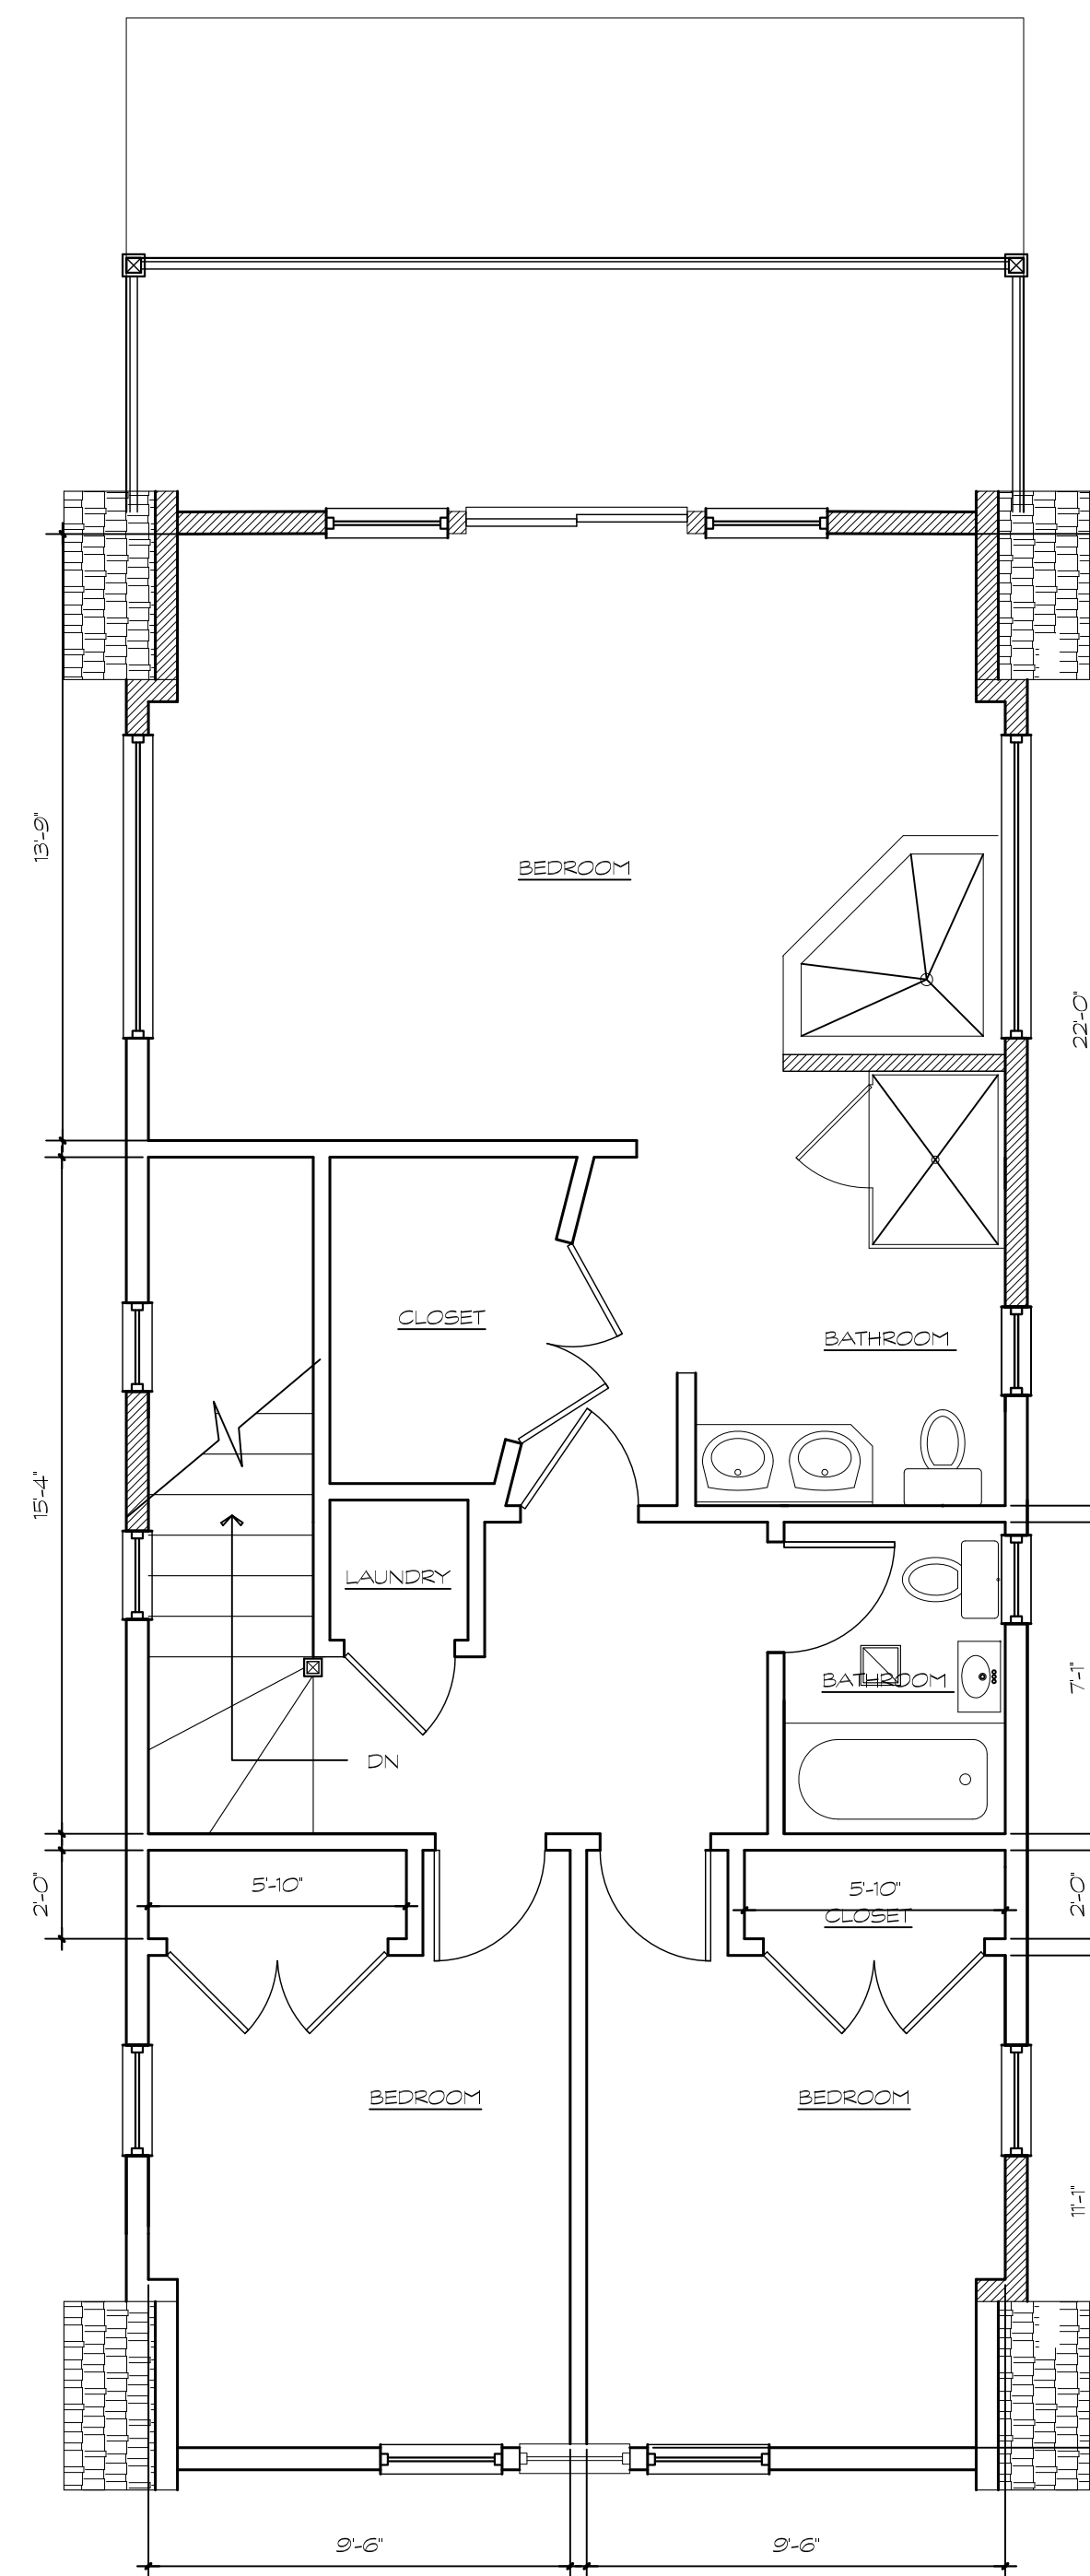 13'-9"
BEDROOM
22'-0"
CLOSET
BATHROOM
15'-4"
LAUNDRY
BATHROOM
7'-1"
DN
2'-0"
5'-10"
5'-10"
2'-0"
CLOSET
BEDROOM
BEDROOM
11'-1"
9'-6"
9'-6"